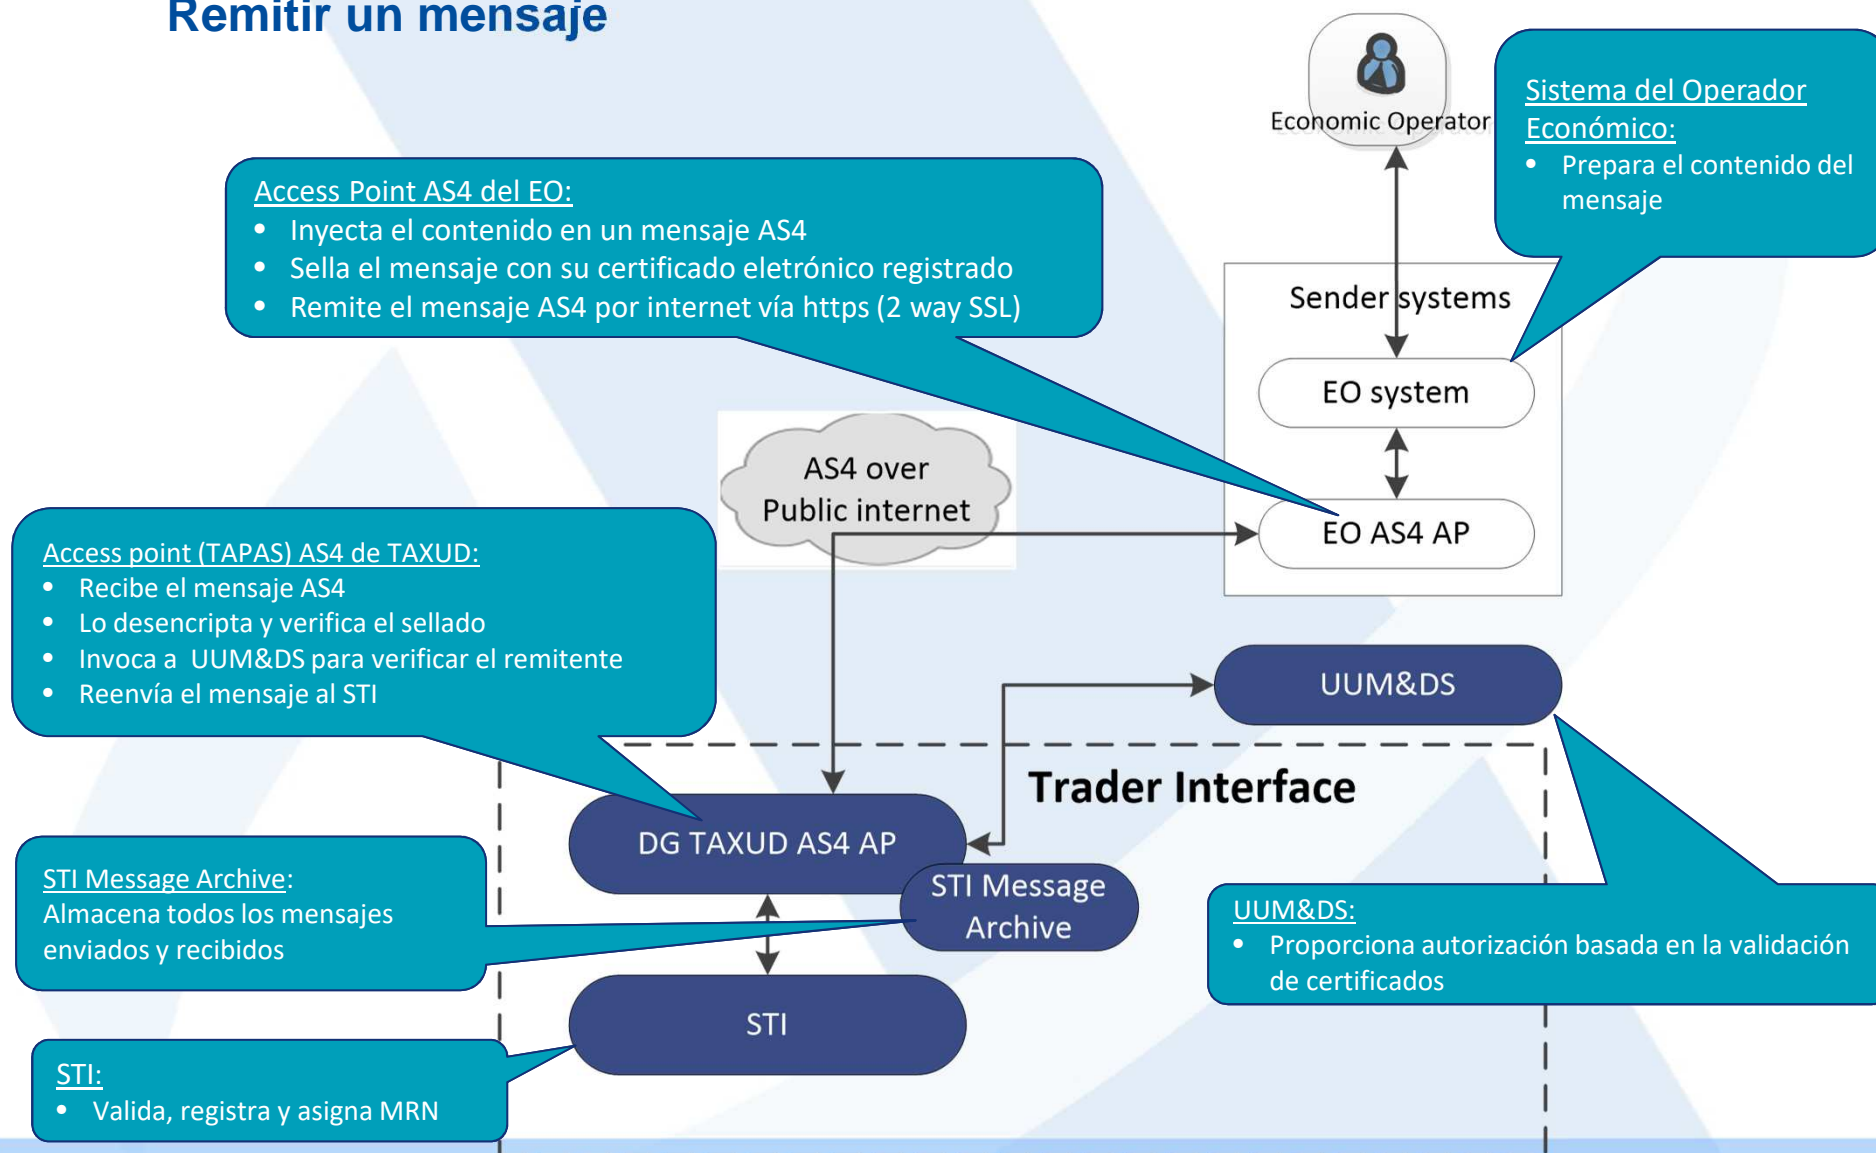 Remitir un mensaje
Economic Operator
Sistema del Operador
Económico:
• Prepara el contenido del
mensaje
Access Point AS4 del EO:
• Inyecta el contenido en un mensaje AS4
• Sella el mensaje con su certificado eletrónico registrado
• Remite el mensaje AS4 por internet vía https (2 way SSL)
Sender systems
EO system
AS4 over
Public internet
EO AS4 AP
Access point (TAPAS) AS4 de TAXUD:
• Recibe el mensaje AS4
• Lo desencripta y verifica el sellado
• Invoca a UUM&DS para verificar el remitente
• Reenvía el mensaje al STI
UUM&DS
Trader Interface
DG TAXUD AS4 AP
STI Message
Archive
STI Message Archive:
Almacena todos los mensajes
enviados y recibidos
UUM&DS:
• Proporciona autorización basada en la validación
de certificados
STI
STI:
• Valida, registra y asigna MRN